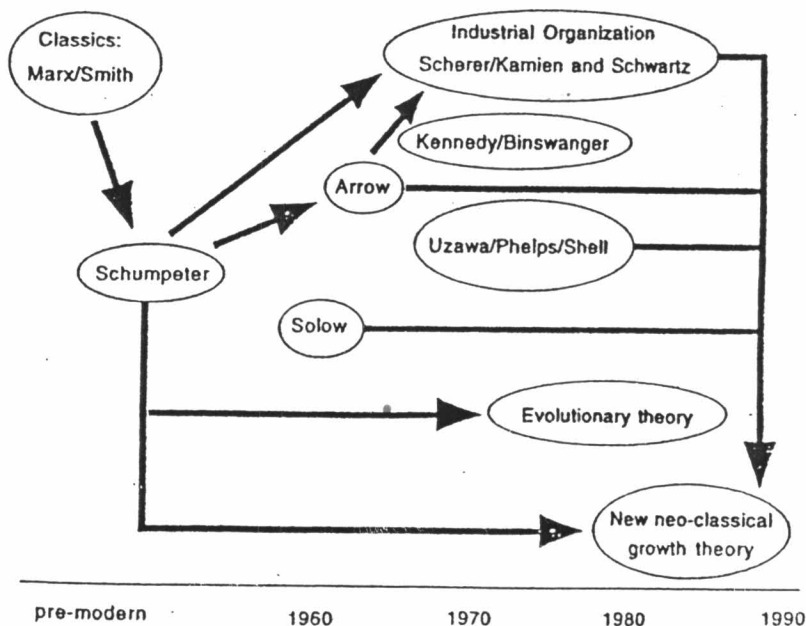 Classics:
Marx/Smith
Industrial Organization
Scherer/Kamien and Schwartz
Kennedy/Binswanger
Arrow
Uzawa/Phelps/Shell
Schumpeter
Solow
Evolutionary theory
New neo-classical
growth theory
pre-modern
1960
1970
1980
1990